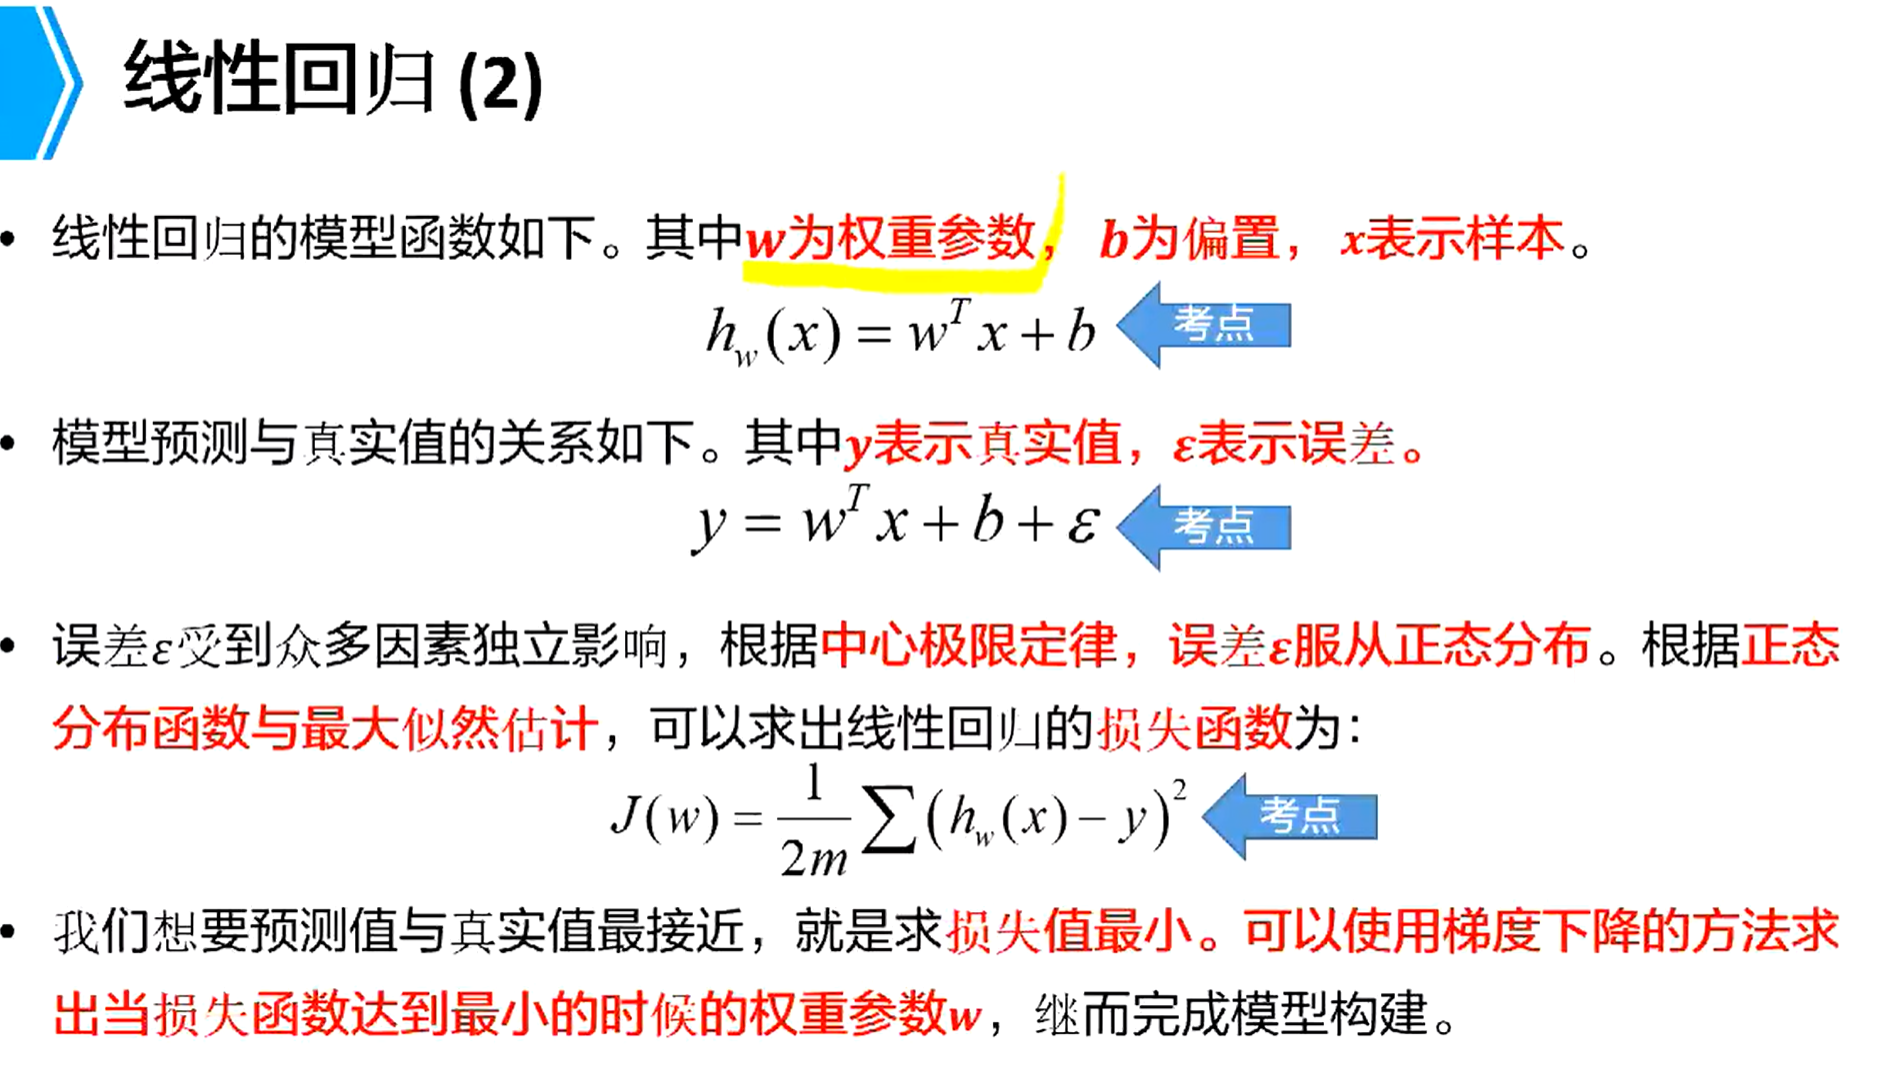 线性回归 (2)
• 线性回归的模型函数如下。其中w为权重参数，b为偏置，x表示样本。
h_w(x) = w^T x + b
考点
• 模型预测与真实值的关系如下。其中y表示真实值，ε表示误差。
y = w^T x + b + ε
考点
• 误差ε受到众多因素独立影响，根据中心极限定律，误差ε服从正态分布。根据正态
分布函数与最大似然估计，可以求出线性回归的损失函数为：
J(w) = \frac{1}{2m} ∑ (h_w(x) − y)^2
考点
• 我们想要预测值与真实值最接近，就是求损失值最小。可以使用梯度下降的方法求
出当损失函数达到最小的时候的权重参数w，继而完成模型构建。